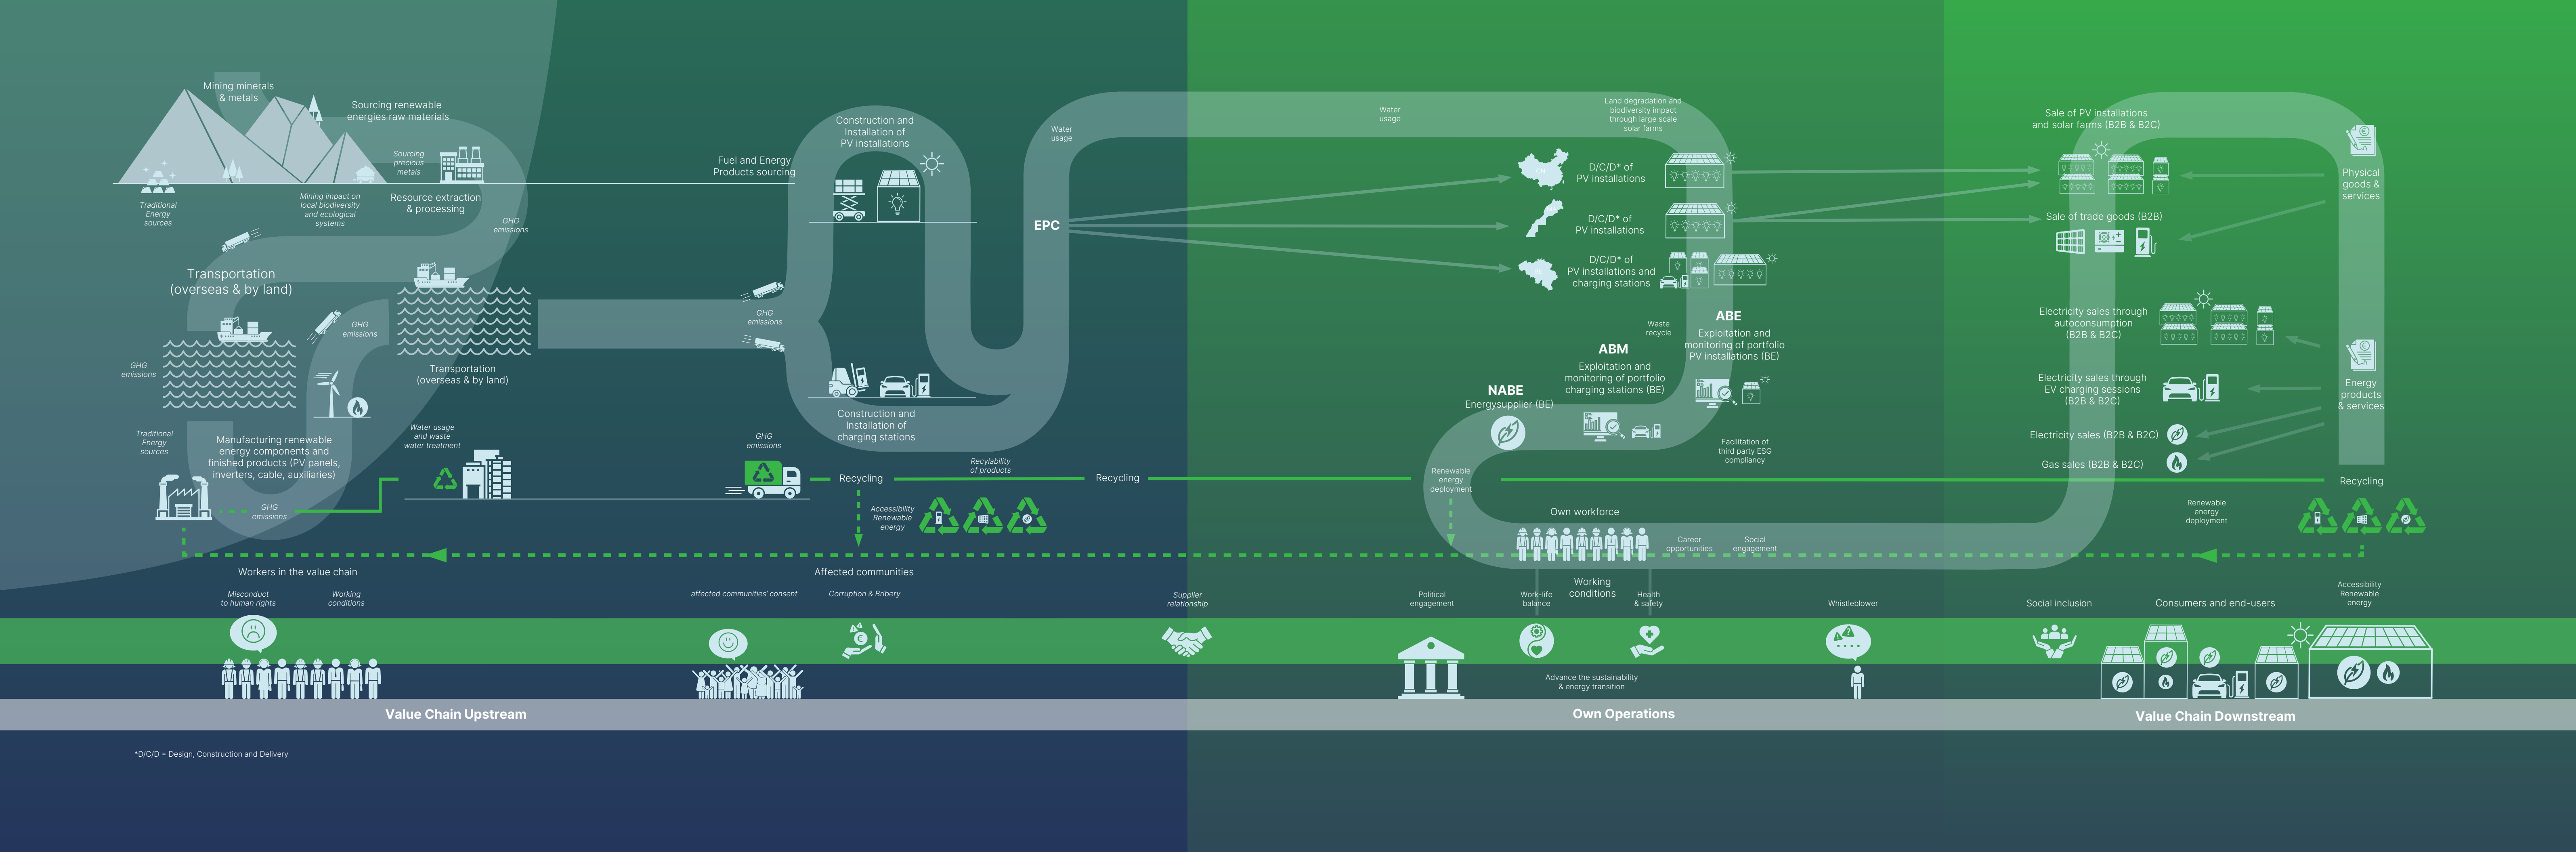 Mining minerals
& metals
Sourcing renewable
energies raw materials
Sourcing
precious
metals
Traditional
Energy
sources
Mining impact on
local biodiversity
and ecological
systems
Resource extraction
& processing
GHG
emissions
Transportation
(overseas & by land)
GHG
emissions
GHG
emissions
Transportation
(overseas & by land)
Traditional
Energy
sources
Manufacturing renewable
energy components and
finished products (PV panels,
inverters, cable, auxiliaries)
GHG
emissions
Water usage
and waste
water treatment
Fuel and Energy
Products sourcing
Construction and
Installation of
PV installations
GHG
emissions
Construction and
Installation of
charging stations
GHG
emissions
Recycling
Recylability
of products
Accessibility
Renewable
energy
Recycling
EPC
Water
usage
Water
usage
Land degradation and
biodiversity impact
through large scale
solar farms
D/C/D* of
PV installations
D/C/D* of
PV installations
D/C/D* of
PV installations and
charging stations
Waste
recycle
ABE
Exploitation and
monitoring of portfolio
PV installations (BE)
ABM
Exploitation and
monitoring of portfolio
charging stations (BE)
NABE
Energysupplier (BE)
Facilitation of
third party ESG
compliancy
Renewable
energy
deployment
Own workforce
Career
opportunities
Social
engagement
Sale of PV installations
and solar farms (B2B & B2C)
Physical
goods &
services
Sale of trade goods (B2B)
Electricity sales through
autoconsumption
(B2B & B2C)
Electricity sales through
EV charging sessions
(B2B & B2C)
Energy
products
& services
Electricity sales (B2B & B2C)
Gas sales (B2B & B2C)
Recycling
Renewable
energy
deployment
Workers in the value chain
Misconduct
to human rights
Working
conditions
Affected communities
affected communities' consent
Corruption & Bribery
Supplier
relationship
Political
engagement
Work-life
balance
Working
conditions
Health
& safety
Whistleblower
Advance the sustainability
& energy transition
Social inclusion
Consumers and end-users
Accessibility
Renewable
energy
Value Chain Upstream
Own Operations
Value Chain Downstream
*D/C/D = Design, Construction and Delivery